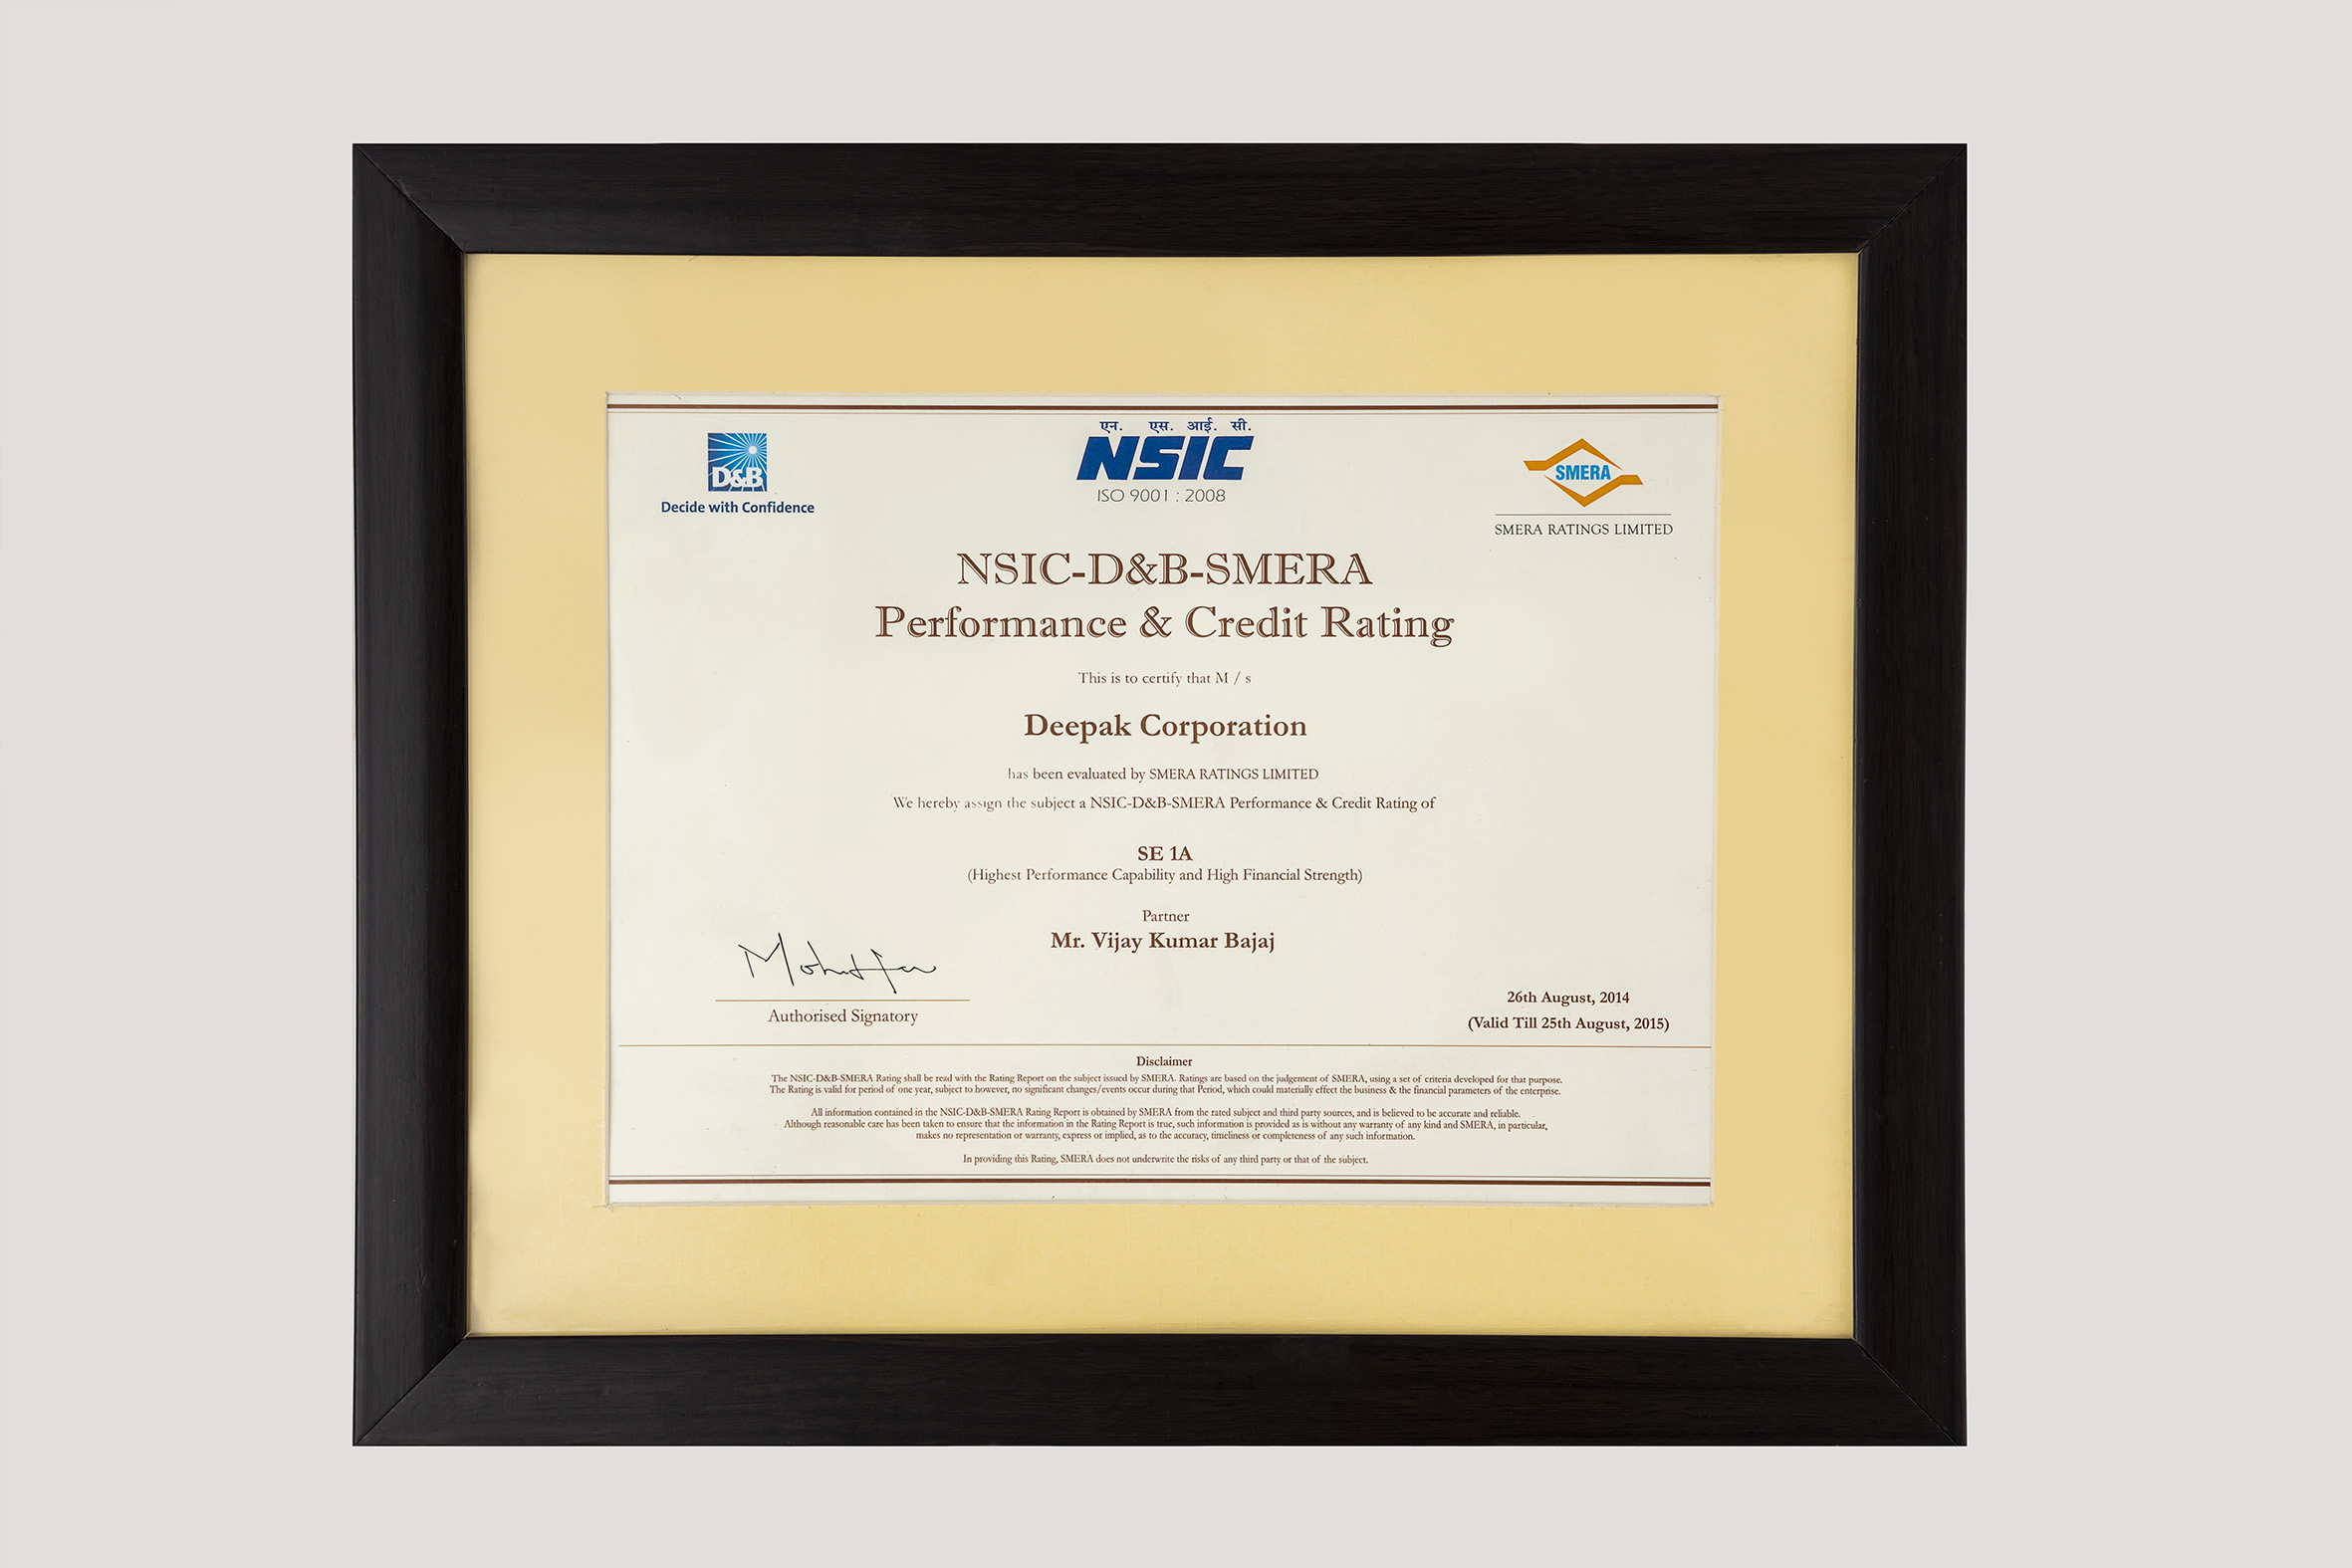 D&B
Decide with Confidence
एन. एस. आई. सी.
NSIC
ISO 9001 : 2008
SMERA
SMERA RATINGS LIMITED
NSIC-D&B-SMERA
Performance & Credit Rating
This is to certify that M / s
Deepak Corporation
has been evaluated by SMERA RATINGS LIMITED
We hereby assign the subject a NSIC-D&B-SMERA Performance & Credit Rating of
SE 1A
(Highest Performance Capability and High Financial Strength)
Partner
Mr. Vijay Kumar Bajaj
Authorised Signatory
26th August, 2014
(Valid Till 25th August, 2015)
Disclaimer
The NSIC-D&B-SMERA Rating shall be read with the Rating Report on the subject issued by SMERA. Ratings are based on the judgement of SMERA, using a set of criteria developed for that purpose.
The Rating is valid for period of one year, subject to however, no significant changes/events occur during that Period, which could materially effect the business & the financial parameters of the enterprise.
All information contained in the NSIC-D&B-SMERA Rating Report is obtained by SMERA from the rated subject and third party sources, and is believed to be accurate and reliable.
Although reasonable care has been taken to ensure that the information in the Rating Report is true, such information is provided as is without any warranty of any kind and SMERA, in particular,
makes no representation or warranty, express or implied, as to the accuracy, timeliness or completeness of any such information.
In providing this Rating, SMERA does not underwrite the risks of any third party or that of the subject.